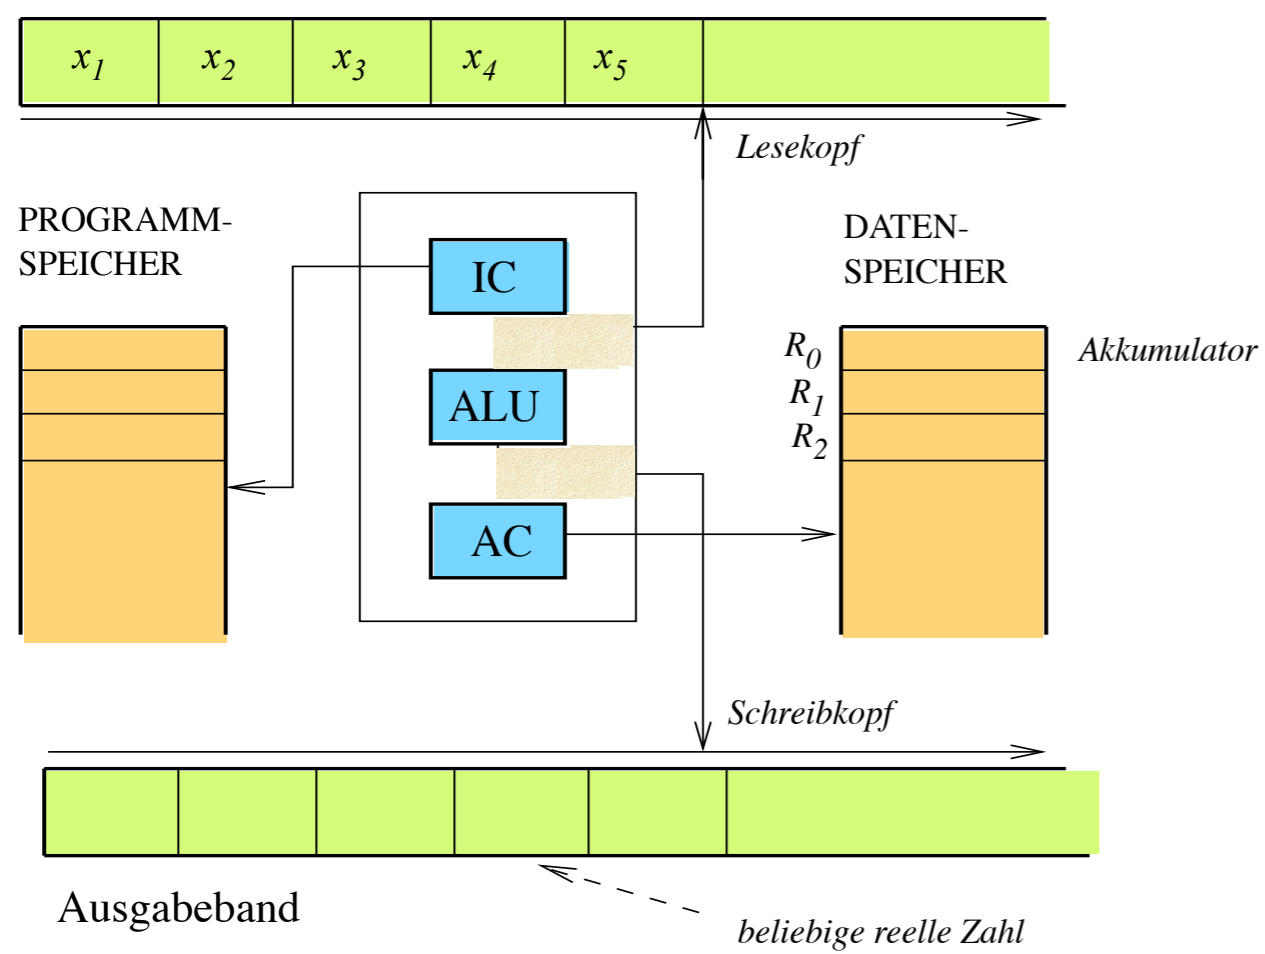 x1 x2 x3 x4 x5
Lesekopf
PROGRAMM-
SPEICHER
DATEN-
SPEICHER
IC
ALU
AC
R0
R1
R2
Akkumulator
Schreibkopf
Ausgabeband
beliebige reelle Zahl